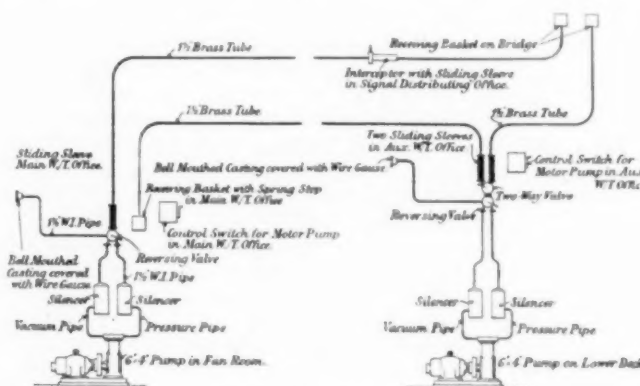 1½ Brass Tube
Receiving Basket on Bridge
Interceptor with Sliding Sleeve
in Signal Distributing Office.
1½ Brass Tube
1½ Brass Tube
Two Sliding Sleeves
in Aux. W.T. Office
Sliding Sleeve
Main W/T. Office.
Bell Mouthed Casting covered with Wire Gauze
Control Switch for
Motor Pump in Aux.
W/T Office
Receiving Basket with Spring Stop
in Main W/T Office
Two-Way Valve
Reversing Valve
1½ W.I. Pipe
Control Switch for Motor Pump
in Main W/T Office.
Bell Mouthed
Casting covered
with Wire Gauze
Reversing Valve
1½ W.I. Pipe
Silencer
Silencer
Silencer
Silencer
Vacuum Pipe
Pressure Pipe
Vacuum Pipe
Pressure Pipe
6"·4" Pump in Fan Room.
6"·4" Pump on Lower Deck